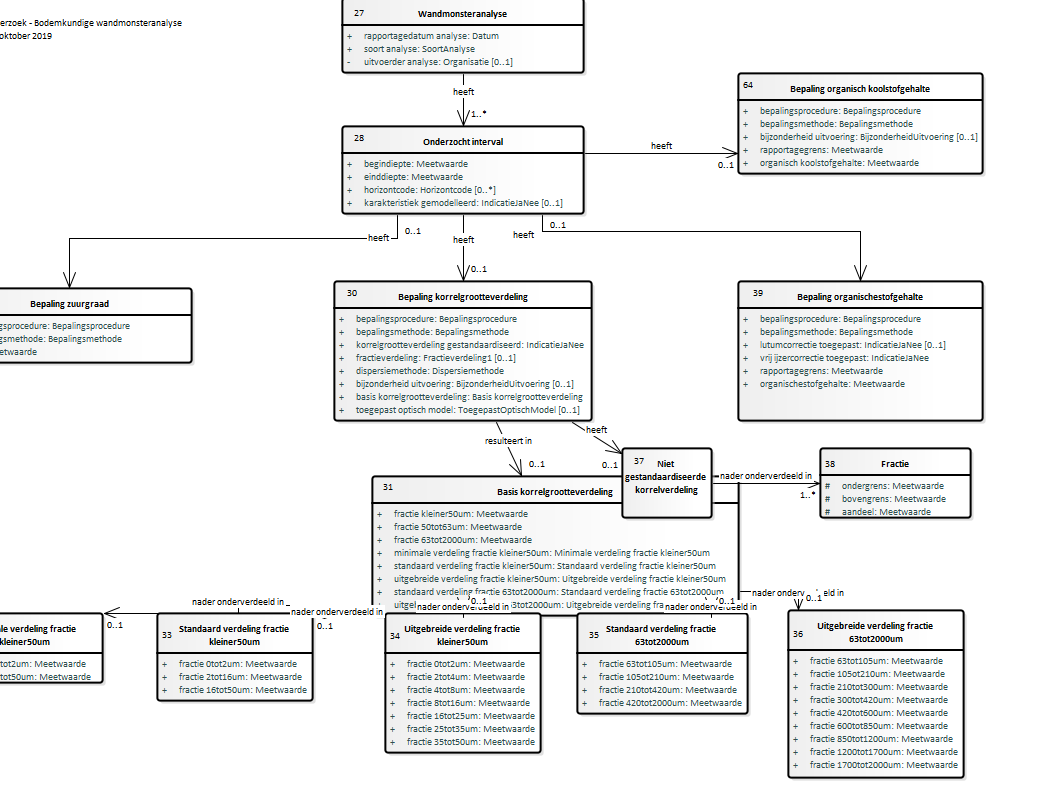 erzoek - Bodemkundige wandmonsteranalyse
oktober 2019
27 Wandmonsteranalyse
+ rapportagedatum analyse: Datum
+ soort analyse: SoortAnalyse
- uitvoerder analyse: Organisatie [0..1]
heeft
1..*
28 Onderzocht interval
+ begindiepte: Meetwaarde
+ einddiepte: Meetwaarde
+ horizontcode: Horizontcode [0..*]
+ karakteristiek gemodelleerd: IndicatieJaNee [0..1]
heeft
0..1
64 Bepaling organisch koolstofgehalte
+ bepalingsprocedure: Bepalingsprocedure
+ bepalingsmethode: Bepalingsmethode
+ bijzonderheid uitvoering: BijzonderheidUitvoering [0..1]
+ rapportagegrens: Meetwaarde
+ organisch koolstofgehalte: Meetwaarde
heeft
0..1
heeft
0..1
heeft
0..1
Bepaling zuurgraad
gsprocedure: Bepalingsprocedure
gsmethode: Bepalingsmethode
etwaarde
30 Bepaling korrelgrootteverdeling
+ bepalingsprocedure: Bepalingsprocedure
+ bepalingsmethode: Bepalingsmethode
+ korrelgrootteverdeling gestandaardiseerd: IndicatieJaNee
+ fractieverdeling: Fractieverdeling1 [0..1]
+ dispersiemethode: Dispersiemethode
+ bijzonderheid uitvoering: BijzonderheidUitvoering [0..1]
+ basis korrelgrootteverdeling: Basis korrelgrootteverdeling
+ toegepast optisch model: ToegepastOptischModel [0..1]
39 Bepaling organischestofgehalte
+ bepalingsprocedure: Bepalingsprocedure
+ bepalingsmethode: Bepalingsmethode
+ lutumcorrectie toegepast: IndicatieJaNee [0..1]
+ vrij ijzercorrectie toegepast: IndicatieJaNee
+ rapportagegrens: Meetwaarde
+ organischestofgehalte: Meetwaarde
resulteert in
0..1
heeft
0..1
37 Niet
gestandaardiseerde
korrelverdeling
nader onderverdeeld in
1..*
38 Fractie
# ondergrens: Meetwaarde
# bovengrens: Meetwaarde
# aandeel: Meetwaarde
31 Basis korrelgrootteverdeling
+ fractie kleiner50um: Meetwaarde
+ fractie 50tot63um: Meetwaarde
+ fractie 63tot2000um: Meetwaarde
+ minimale verdeling fractie kleiner50um: Minimale verdeling fractie kleiner50um
+ standaard verdeling fractie kleiner50um: Standaard verdeling fractie kleiner50um
+ uitgebreide verdeling fractie kleiner50um: Uitgebreide verdeling fractie kleiner50um
+ standaard verdeling fractie 63tot2000um: Standaard verdeling fractie 63tot2000um
+ uitgel 3tot2000um: Uitgebreide verdeling fra
nader onderverdeeld in
0..1
nader onderverdeeld in
0..1
nader onderverdeeld in
0..1
nader onderverdeeld in
0..1
nader onder eld in
0..1
le verdeling fractie
kleiner50um
tot2um: Meetwaarde
tot50um: Meetwaarde
33 Standaard verdeling fractie
kleiner50um
+ fractie 0tot2um: Meetwaarde
+ fractie 2tot16um: Meetwaarde
+ fractie 16tot50um: Meetwaarde
34 Uitgebreide verdeling fractie
kleiner50um
+ fractie 0tot2um: Meetwaarde
+ fractie 2tot4um: Meetwaarde
+ fractie 4tot8um: Meetwaarde
+ fractie 8tot16um: Meetwaarde
+ fractie 16tot25um: Meetwaarde
+ fractie 25tot35um: Meetwaarde
+ fractie 35tot50um: Meetwaarde
35 Standaard verdeling fractie
63tot2000um
+ fractie 63tot105um: Meetwaarde
+ fractie 105tot210um: Meetwaarde
+ fractie 210tot420um: Meetwaarde
+ fractie 420tot2000um: Meetwaarde
36 Uitgebreide verdeling fractie
63tot2000um
+ fractie 63tot105um: Meetwaarde
+ fractie 105tot210um: Meetwaarde
+ fractie 210tot300um: Meetwaarde
+ fractie 300tot420um: Meetwaarde
+ fractie 420tot600um: Meetwaarde
+ fractie 600tot850um: Meetwaarde
+ fractie 850tot1200um: Meetwaarde
+ fractie 1200tot1700um: Meetwaarde
+ fractie 1700tot2000um: Meetwaarde